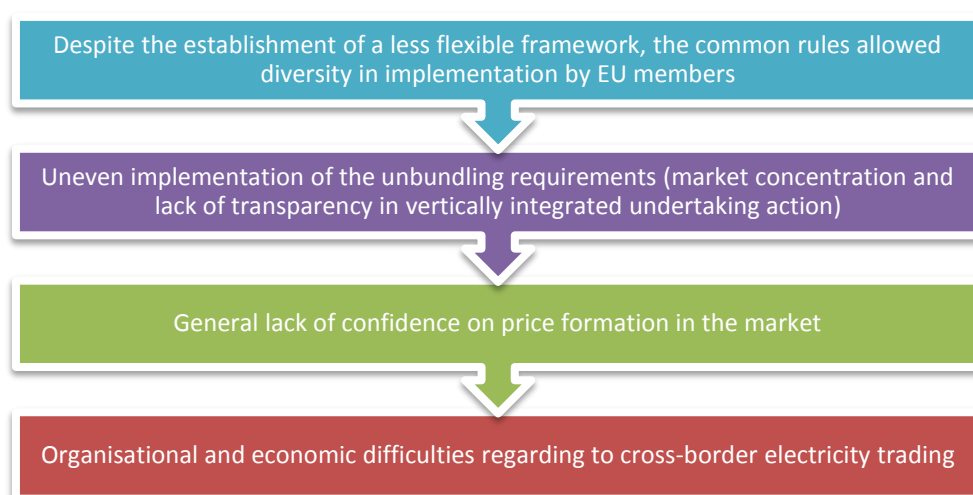 Despite the establishment of a less flexible framework, the common rules allowed
diversity in implementation by EU members
Uneven implementation of the unbundling requirements (market concentration and
lack of transparency in vertically integrated undertaking action)
General lack of confidence on price formation in the market
Organisational and economic difficulties regarding to cross-border electricity trading